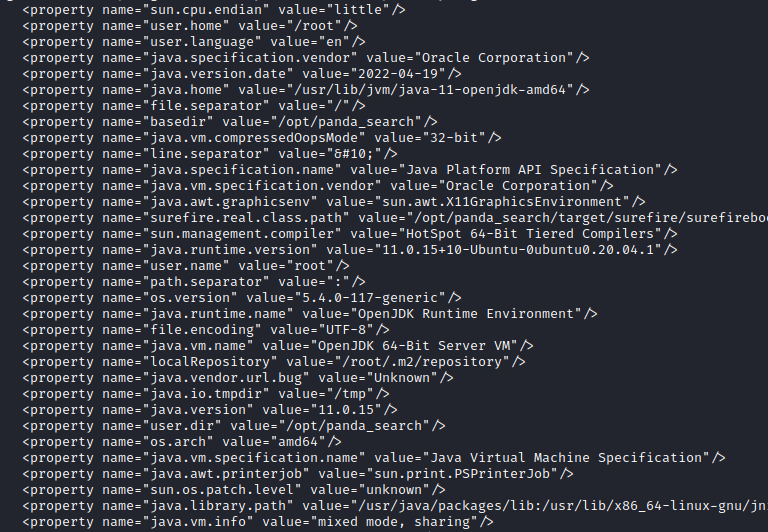 <property name="sun.cpu.endian" value="little"/>
<property name="user.home" value="/root"/>
<property name="user.language" value="en"/>
<property name="java.specification.vendor" value="Oracle Corporation"/>
<property name="java.version.date" value="2022-04-19"/>
<property name="java.home" value="/usr/lib/jvm/java-11-openjdk-amd64"/>
<property name="file.separator" value="/"/>
<property name="basedir" value="/opt/panda_search"/>
<property name="java.vm.compressedOopsMode" value="32-bit"/>
<property name="line.separator" value="&#10;"/>
<property name="java.specification.name" value="Java Platform API Specification"/>
<property name="java.vm.specification.vendor" value="Oracle Corporation"/>
<property name="java.awt.graphicsenv" value="sun.awt.X11GraphicsEnvironment"/>
<property name="surefire.real.class.path" value="/opt/panda_search/target/surefire/surefireboo
<property name="sun.management.compiler" value="HotSpot 64-Bit Tiered Compilers"/>
<property name="java.runtime.version" value="11.0.15+10-Ubuntu-0ubuntu0.20.04.1"/>
<property name="user.name" value="root"/>
<property name="path.separator" value=":"/>
<property name="os.version" value="5.4.0-117-generic"/>
<property name="java.runtime.name" value="OpenJDK Runtime Environment"/>
<property name="file.encoding" value="UTF-8"/>
<property name="java.vm.name" value="OpenJDK 64-Bit Server VM"/>
<property name="localRepository" value="/root/.m2/repository"/>
<property name="java.vendor.url.bug" value="Unknown"/>
<property name="java.io.tmpdir" value="/tmp"/>
<property name="java.version" value="11.0.15"/>
<property name="user.dir" value="/opt/panda_search"/>
<property name="os.arch" value="amd64"/>
<property name="java.vm.specification.name" value="Java Virtual Machine Specification"/>
<property name="java.awt.printerjob" value="sun.print.PSPrinterJob"/>
<property name="sun.os.patch.level" value="unknown"/>
<property name="java.library.path" value="/usr/java/packages/lib:/usr/lib/x86_64-linux-gnu/jn
<property name="java.vm.info" value="mixed mode, sharing"/>